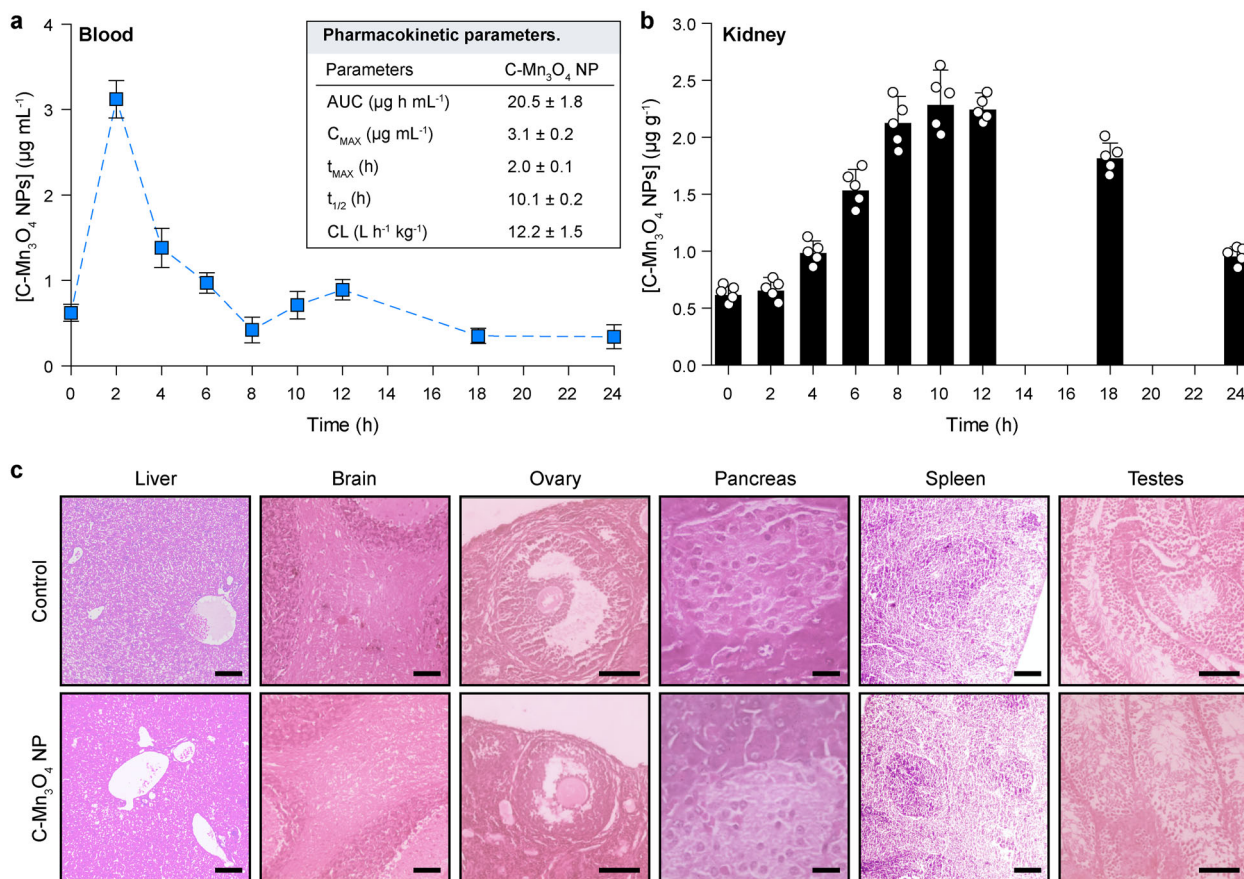 a
Blood
[C-Mn₃O₄ NPs] (µg mL⁻¹)
4
3
2
1
0
0 2 4 6 8 10 12 14 16 18 20 22 24
Time (h)
Pharmacokinetic parameters.
Parameters C-Mn₃O₄ NP
AUC (µg h mL⁻¹) 20.5 ± 1.8
C_MAX (µg mL⁻¹) 3.1 ± 0.2
t_MAX (h) 2.0 ± 0.1
t_1/2 (h) 10.1 ± 0.2
CL (L h⁻¹ kg⁻¹) 12.2 ± 1.5
b
Kidney
[C-Mn₃O₄ NPs] (µg g⁻¹)
3.0
2.5
2.0
1.5
1.0
0.5
0.0
0 2 4 6 8 10 12 14 16 18 20 22 24
Time (h)
c
Liver Brain Ovary Pancreas Spleen Testes
Control
C-Mn₃O₄ NP